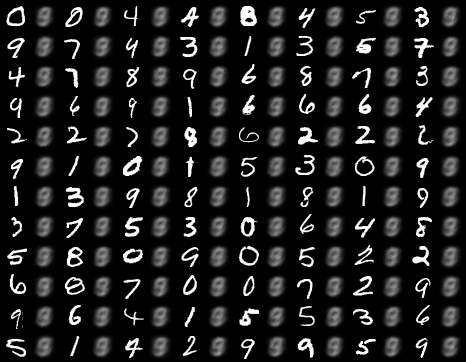 0 0 4 A 8 4 5 3
9 7 4 3 1 3 5 7
4 7 8 9 6 8 7 3
9 6 9 1 6 6 6 4
2 2 7 8 6 2 2 2
9 1 0 1 5 3 0 9
1 3 9 8 1 8 1 9
3 7 5 3 0 6 4 8
5 8 0 9 0 5 2 2
6 8 7 0 0 7 2 9
9 6 4 1 5 5 3 6
5 1 4 2 9 9 5 9